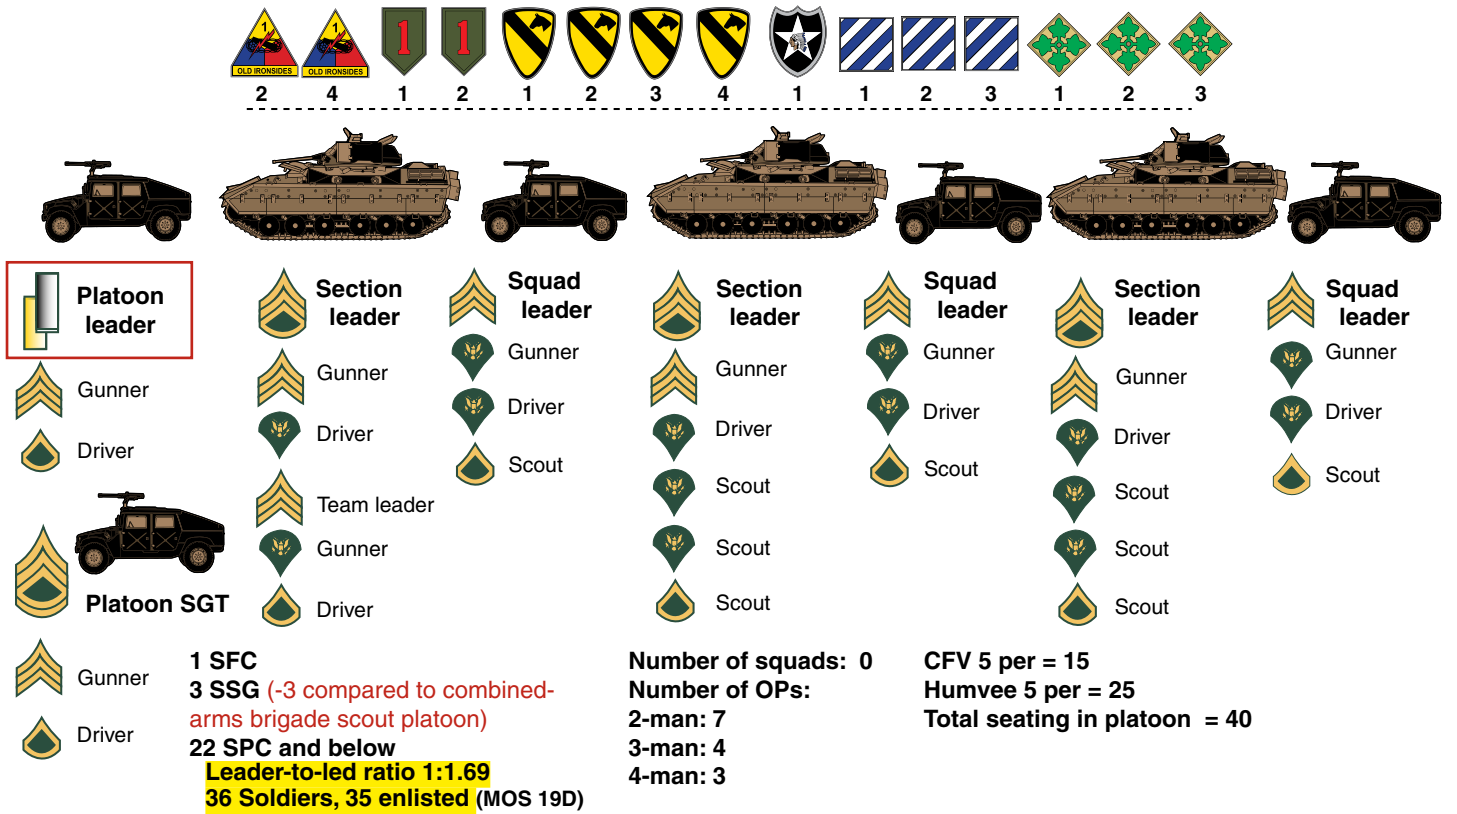 1 1 1 1
OLD IRONSIDES OLD IRONSIDES
2 4 1 2 1 2 3 4 1 1 2 3 1 2 3
Platoon
leader
Gunner
Driver
Platoon SGT
Gunner
Driver
Section
leader
Gunner
Driver
Team leader
Gunner
Driver
Squad
leader
Gunner
Driver
Scout
Section
leader
Gunner
Driver
Scout
Scout
Scout
Squad
leader
Gunner
Driver
Scout
Section
leader
Gunner
Driver
Scout
Scout
Scout
Squad
leader
Gunner
Driver
Scout
1 SFC
3 SSG (-3 compared to combined-
arms brigade scout platoon)
22 SPC and below
Leader-to-led ratio 1:1.69
36 Soldiers, 35 enlisted (MOS 19D)
Number of squads: 0
Number of OPs:
2-man: 7
3-man: 4
4-man: 3
CFV 5 per = 15
Humvee 5 per = 25
Total seating in platoon = 40